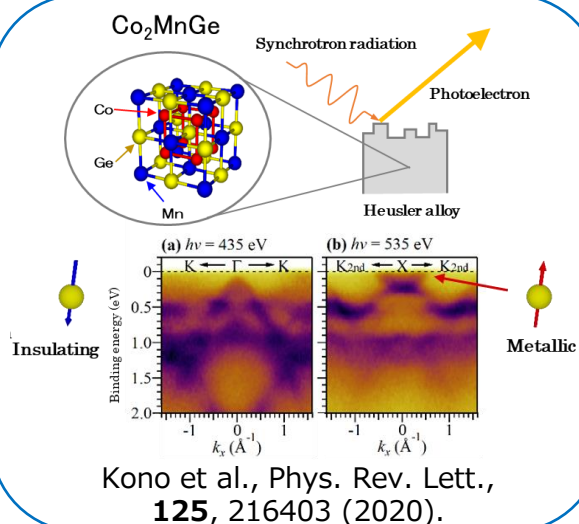 Co₂MnGe
Synchrotron radiation
Photoelectron
Co
Ge
Mn
Heusler alloy
(a) hν = 435 eV
(b) hν = 535 eV
K ← Γ → K
K2nd ← X → K2nd
Binding energy (eV)
0
0.5
1.0
1.5
2.0
-1 0 1
-1 0 1
kx (Å-1)
kx (Å-1)
Insulating
Metallic
Kono et al., Phys. Rev. Lett.,
125, 216403 (2020).